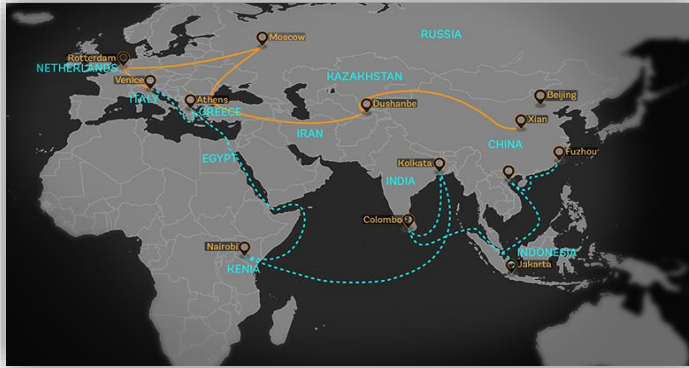 RUSSIA
Moscow
Rotterdam
NETHERLANDS
KAZAKHSTAN
Venice
ITALY
Athens
GREECE
Dushanbe
Beijing
Xian
IRAN
CHINA
Fuzhou
EGYPT
Kolkata
INDIA
Colombo
Nairobi
KENIA
INDONESIA
Jakarta